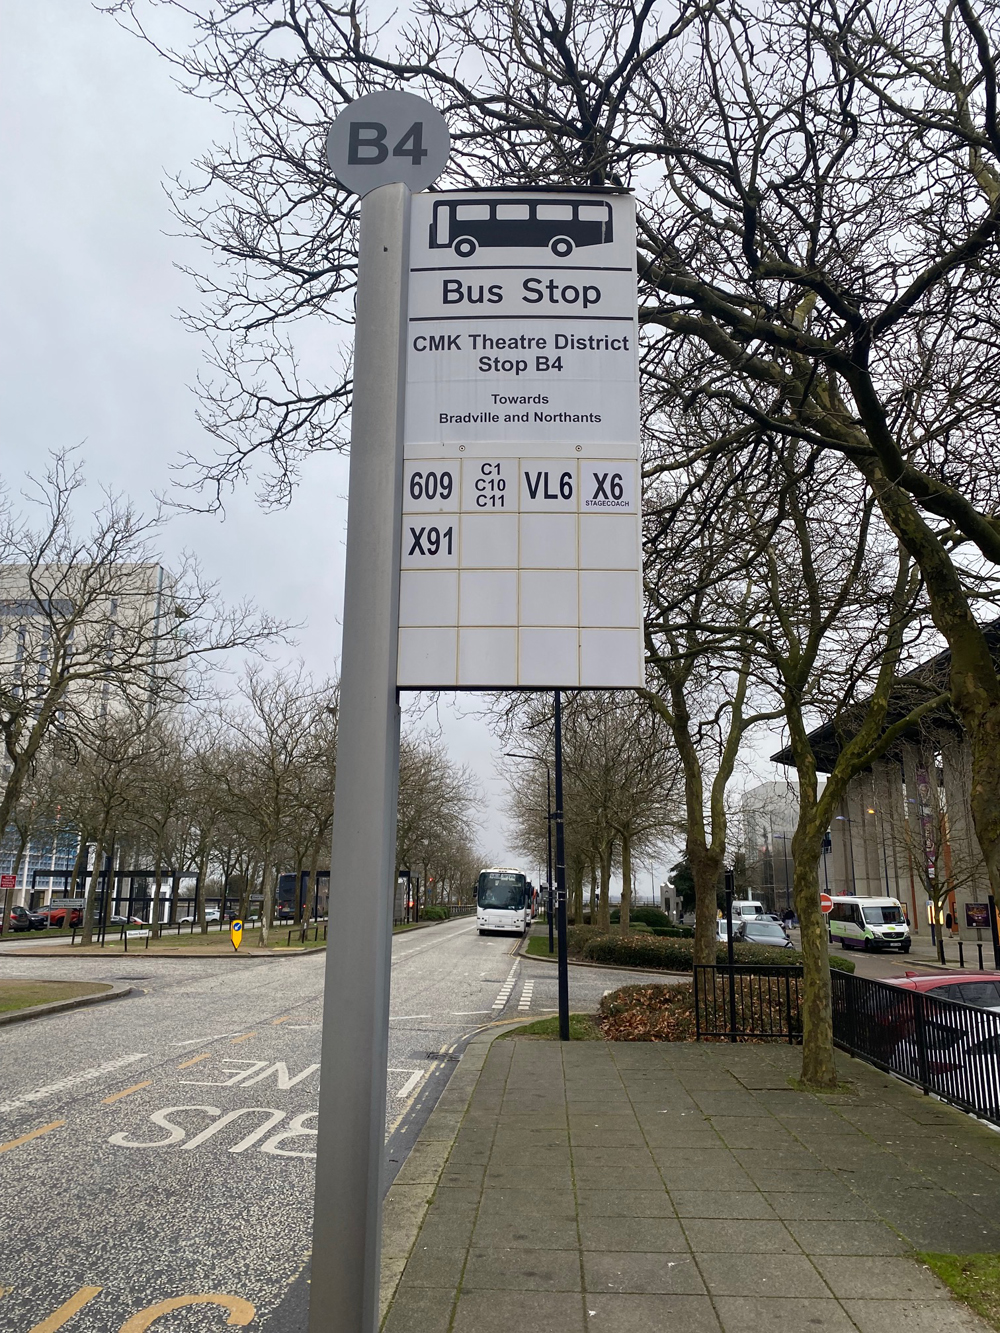 B4
Bus Stop
CMK Theatre District
Stop B4
Towards
Bradville and Northants
609
C1
C10
C11
VL6
X6
STAGECOACH
X91
BUS